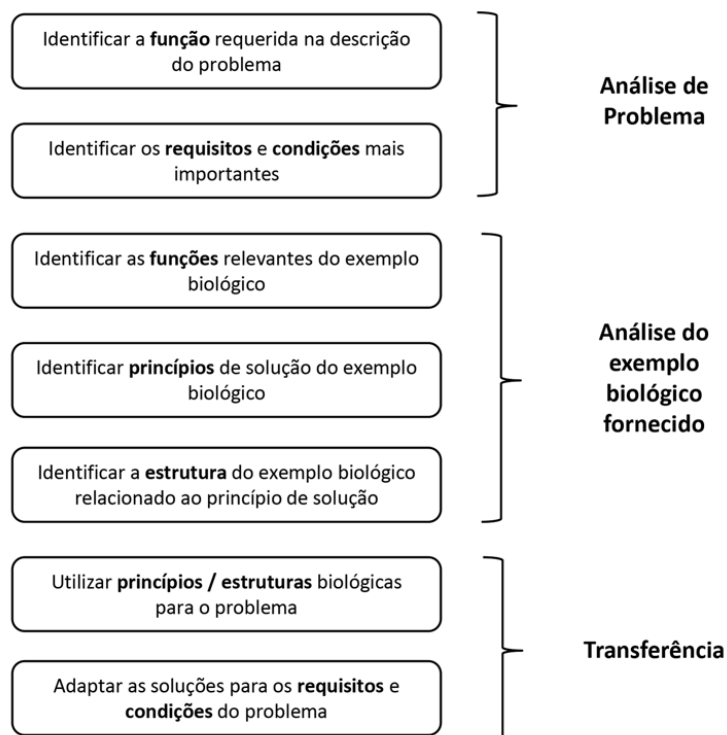 Identificar a função requerida na descrição
do problema
Análise de
Problema
Identificar os requisitos e condições mais
importantes
Identificar as funções relevantes do exemplo
biológico
Identificar princípios de solução do exemplo
biológico
Identificar a estrutura do exemplo biológico
relacionado ao princípio de solução
Análise do
exemplo
biológico
fornecido
Utilizar princípios / estruturas biológicas
para o problema
Adaptar as soluções para os requisitos e
condições do problema
Transferência